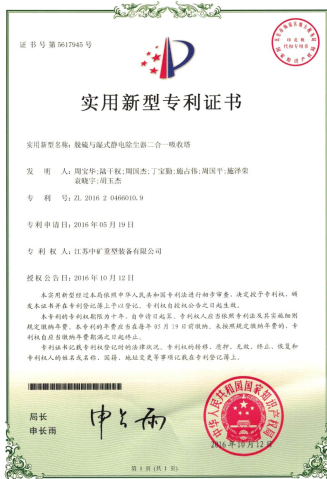 证书号第5617945号
实用新型专利证书
实用新型名称：脱硫与湿式静电除尘器二合一吸收塔
发明人：周宝华;陆于权;周国杰;丁宝勤;施占伟;周国平;施泽荣
袁晓宇;胡玉杰
专利号：ZL 2016 2 0466010.9
专利申请日：2016年05月19日
专利权人：江苏中矿重型装备有限公司
授权公告日：2016年10月12日
本实用新型经过本局依照中华人民共和国专利法进行初步审查，决定授予专利权，颁
发本证书并在专利登记簿上予以登记。专利权自授权公告之日起生效。
本专利的专利权期限为十年，自申请日起算。专利权人应当依照专利法及其实施细则
规定缴纳年费。本专利的年费应当在每年05月19日前缴纳。未按照规定缴纳年费的，专
利权自应当缴纳年费期满之日起终止。
专利证书记载专利权登记时的法律状况。专利权的转移、质押、无效、终止、恢复和
专利权人的姓名或名称、国籍、地址变更等事项记载在专利登记簿上。
局长
申长雨
申长雨
中华人民共和国国家知识产权局
2016年10月12日
第1页（共1页）